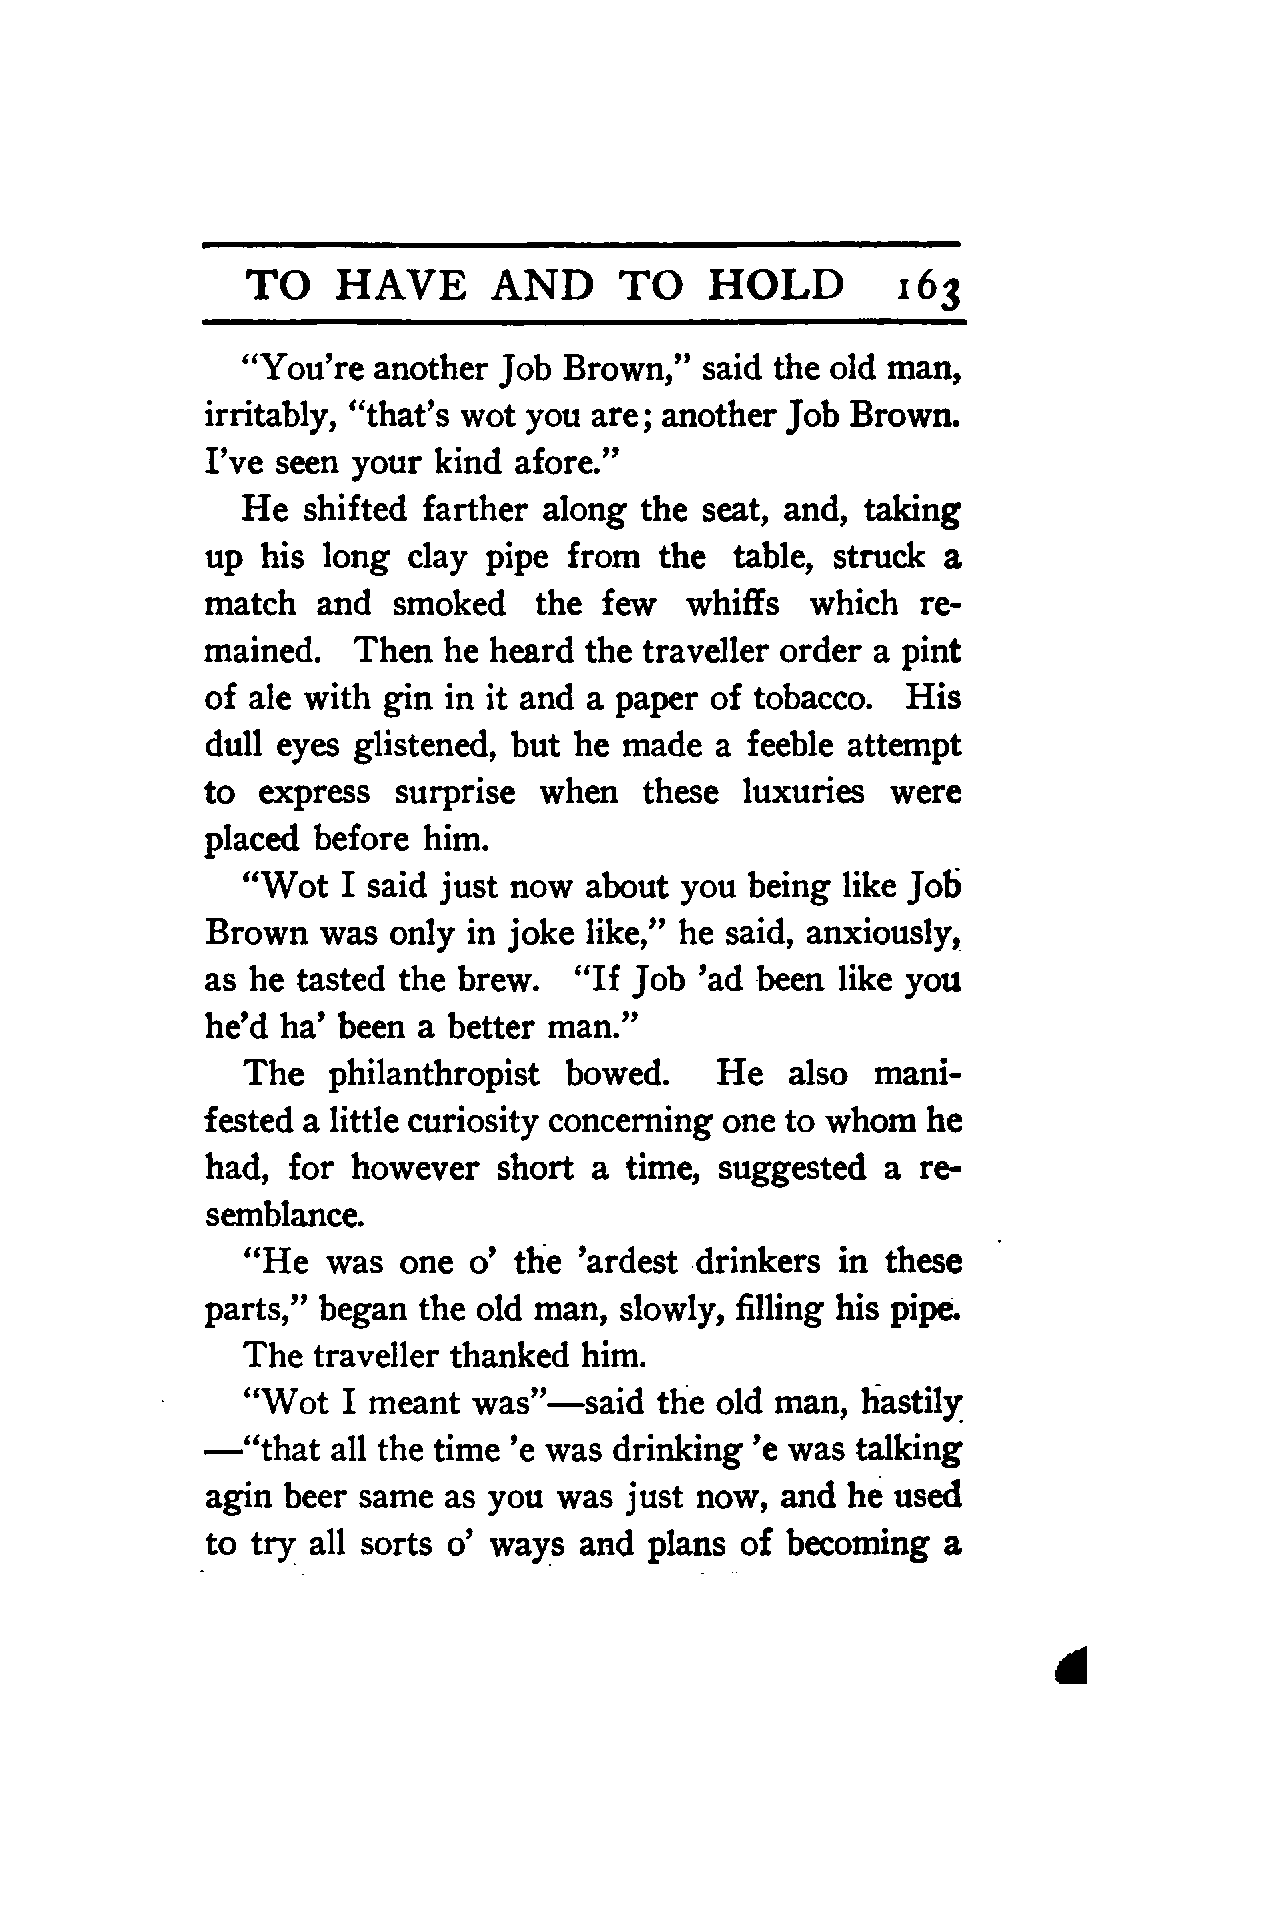 TO HAVE AND TO HOLD 163
"You're another Job Brown," said the old man,
irritably, "that's wot you are; another Job Brown.
I've seen your kind afore."
He shifted farther along the seat, and, taking
up his long clay pipe from the table, struck a
match and smoked the few whiffs which re-
mained. Then he heard the traveller order a pint
of ale with gin in it and a paper of tobacco. His
dull eyes glistened, but he made a feeble attempt
to express surprise when these luxuries were
placed before him.
"Wot I said just now about you being like Job
Brown was only in joke like," he said, anxiously,
as he tasted the brew. "If Job 'ad been like you
he'd ha' been a better man."
The philanthropist bowed. He also mani-
fested a little curiosity concerning one to whom he
had, for however short a time, suggested a re-
semblance.
"He was one o' the 'ardest drinkers in these
parts," began the old man, slowly, filling his pipe.
The traveller thanked him.
"Wot I meant was"—said the old man, hastily
—"that all the time 'e was drinking 'e was talking
agin beer same as you was just now, and he used
to try all sorts o' ways and plans of becoming a